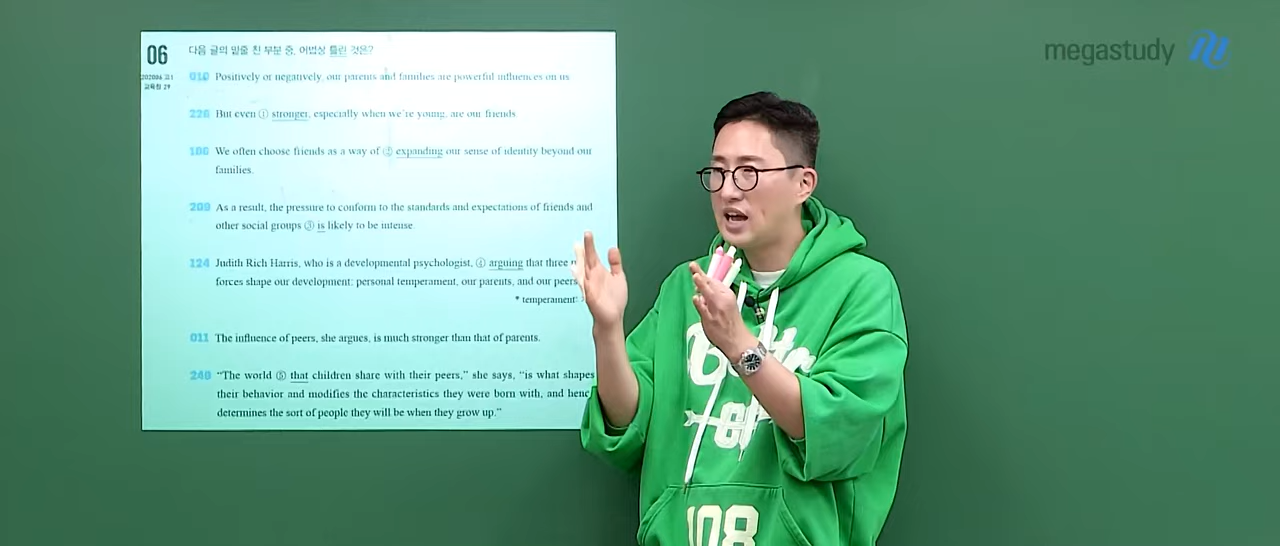 megastudy
06
다음 글의 밑줄 친 부분 중, 어법상 틀린 것은?
202006 고1
교육청 29
010 Positively or negatively, our parents and families are powerful influences on us.
226 But even ① stronger, especially when we're young, are our friends.
106 We often choose friends as a way of ② expanding our sense of identity beyond our
families.
209 As a result, the pressure to conform to the standards and expectations of friends and
other social groups ③ is likely to be intense.
124 Judith Rich Harris, who is a developmental psychologist, ④ arguing that three
forces shape our development: personal temperament, our parents, and our peers
* temperament:
011 The influence of peers, she argues, is much stronger than that of parents.
240 “The world ⑤ that children share with their peers,” she says, “is what shapes
their behavior and modifies the characteristics they were born with, and henc
determines the sort of people they will be when they grow up.”
108